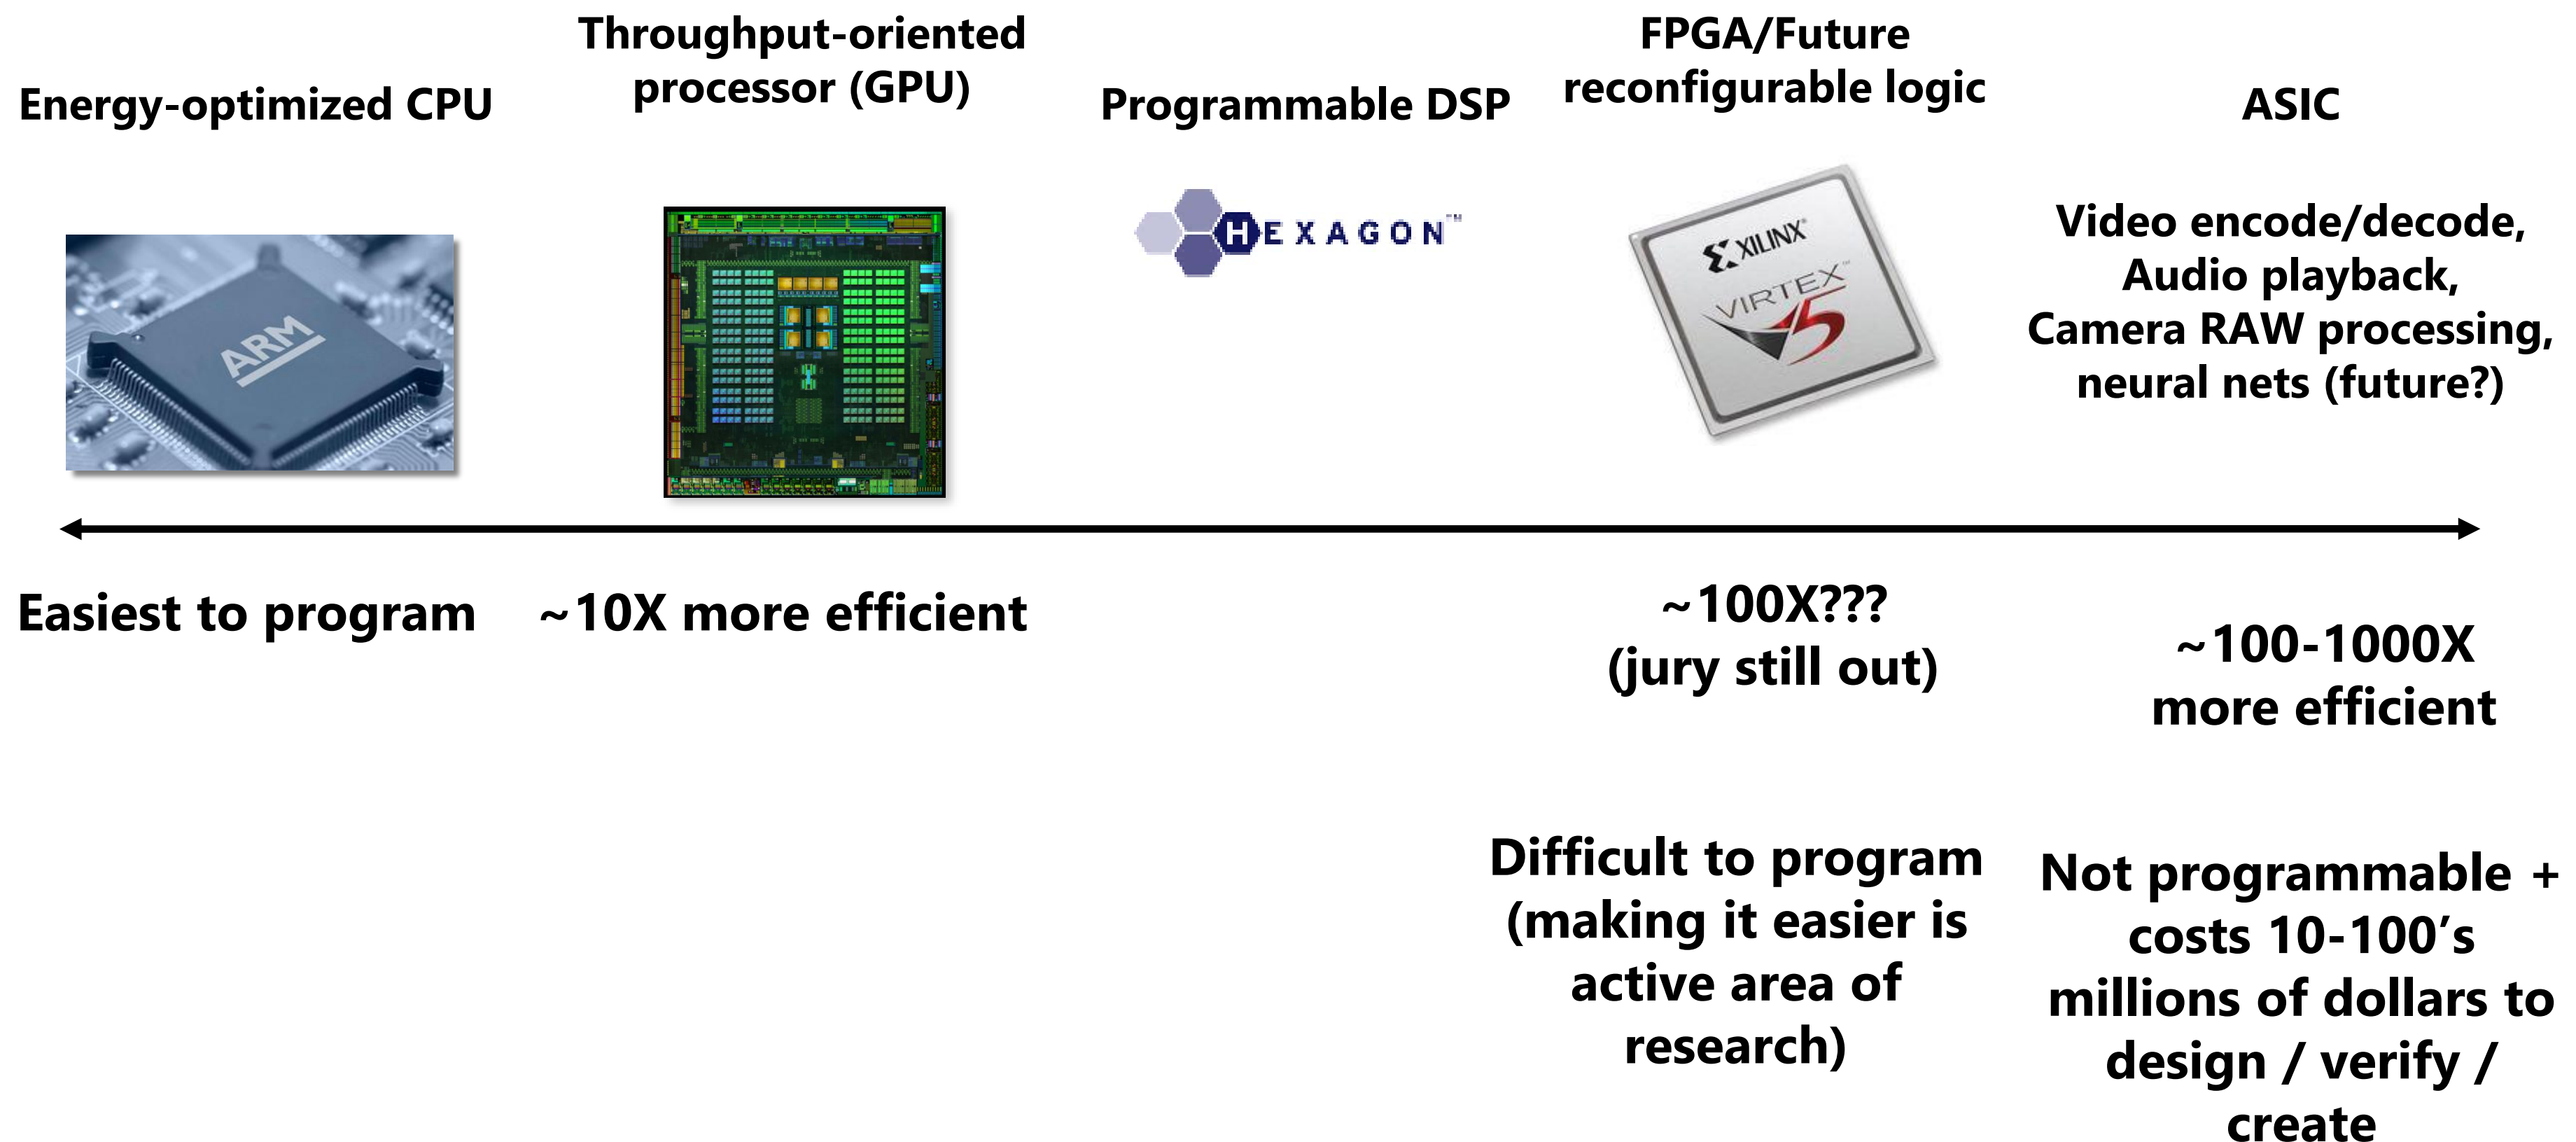 Energy-optimized CPU
Throughput-oriented
processor (GPU)
Programmable DSP
FPGA/Future
reconfigurable logic
ASIC
ARM
HEXAGON™
XILINX®
VIRTEX™
5
Video encode/decode,
Audio playback,
Camera RAW processing,
neural nets (future?)
Easiest to program
~10X more efficient
~100X???
(jury still out)
~100-1000X
more efficient
Difficult to program
(making it easier is
active area of
research)
Not programmable +
costs 10-100’s
millions of dollars to
design / verify /
create